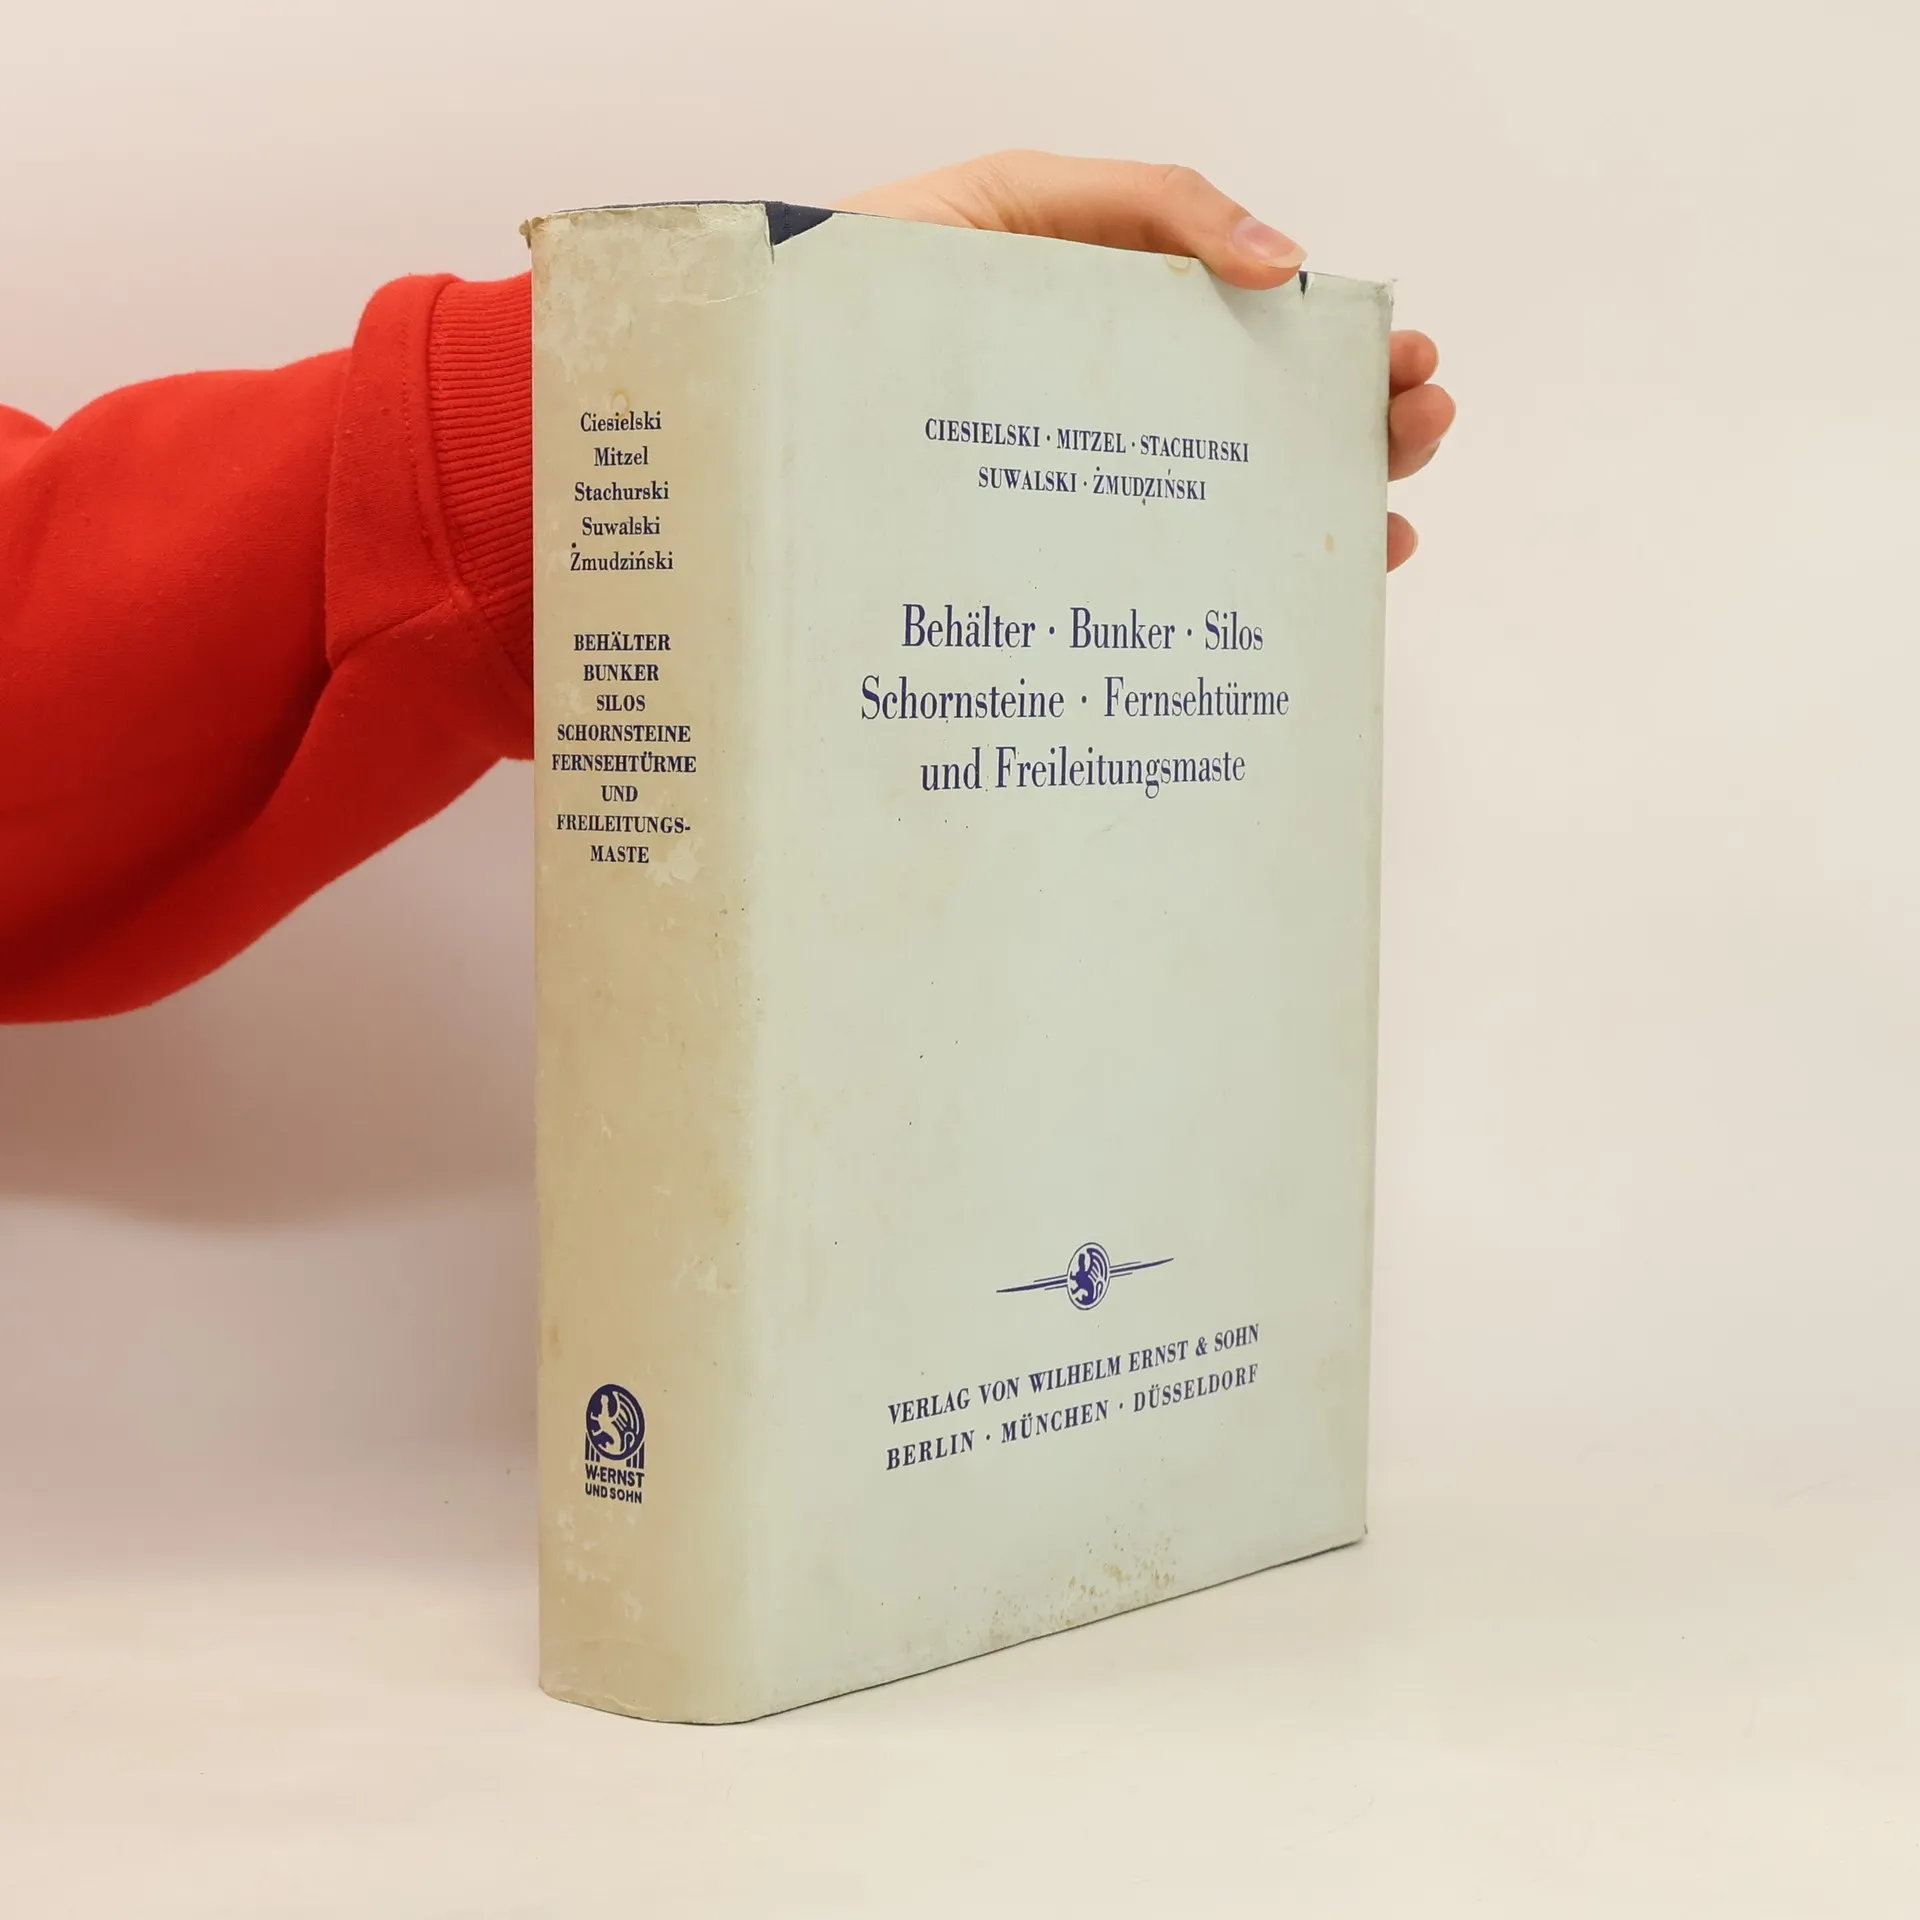 Ciesielski
Mitzel
Stachurski
Suwalski
Żmudziński
BEHÄLTER
BUNKER
SILOS
SCHORNSTEINE
FERNSEHTÜRME
UND
FREILEITUNGS-
MASTE
W·ERNST
UND SOHN
CIESIELSKI · MITZEL · STACHURSKI
SUWALSKI · ŻMUDZIŃSKI
Behälter · Bunker · Silos
Schornsteine · Fernsehtürme
und Freileitungsmaste
VERLAG VON WILHELM ERNST & SOHN
BERLIN · MÜNCHEN · DÜSSELDORF